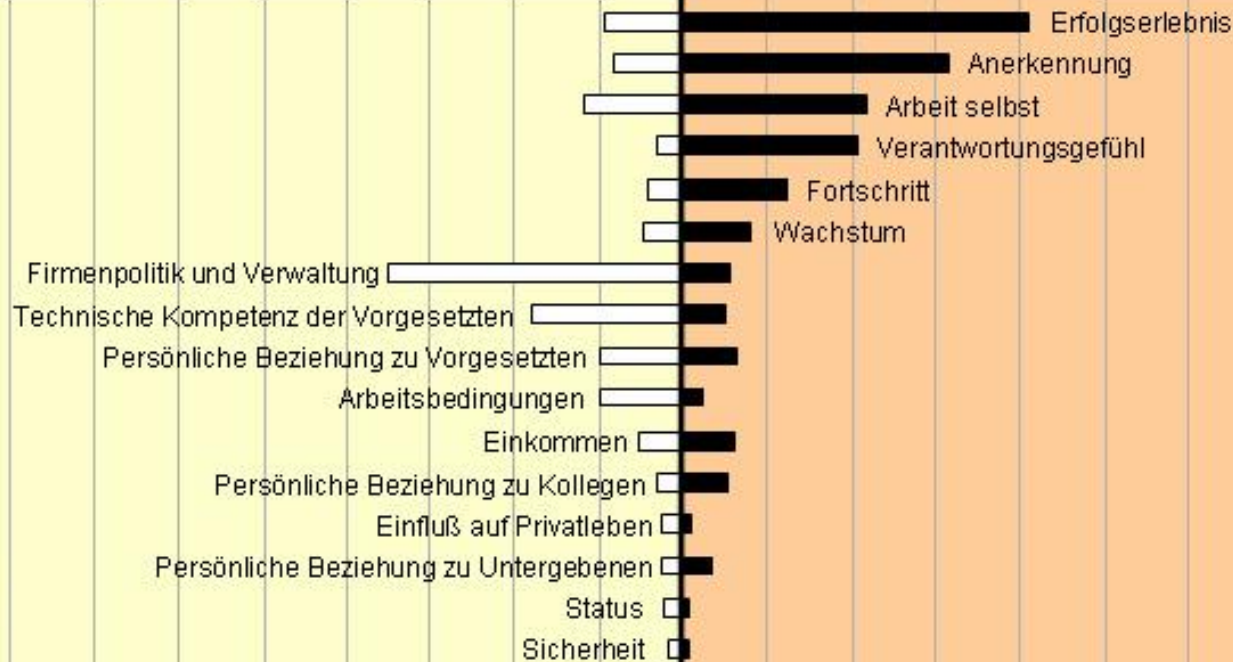 Erfolgserlebnis
Anerkennung
Arbeit selbst
Verantwortungsgefühl
Fortschritt
Wachstum
Firmenpolitik und Verwaltung
Technische Kompetenz der Vorgesetzten
Persönliche Beziehung zu Vorgesetzten
Arbeitsbedingungen
Einkommen
Persönliche Beziehung zu Kollegen
Einfluß auf Privatleben
Persönliche Beziehung zu Untergebenen
Status
Sicherheit